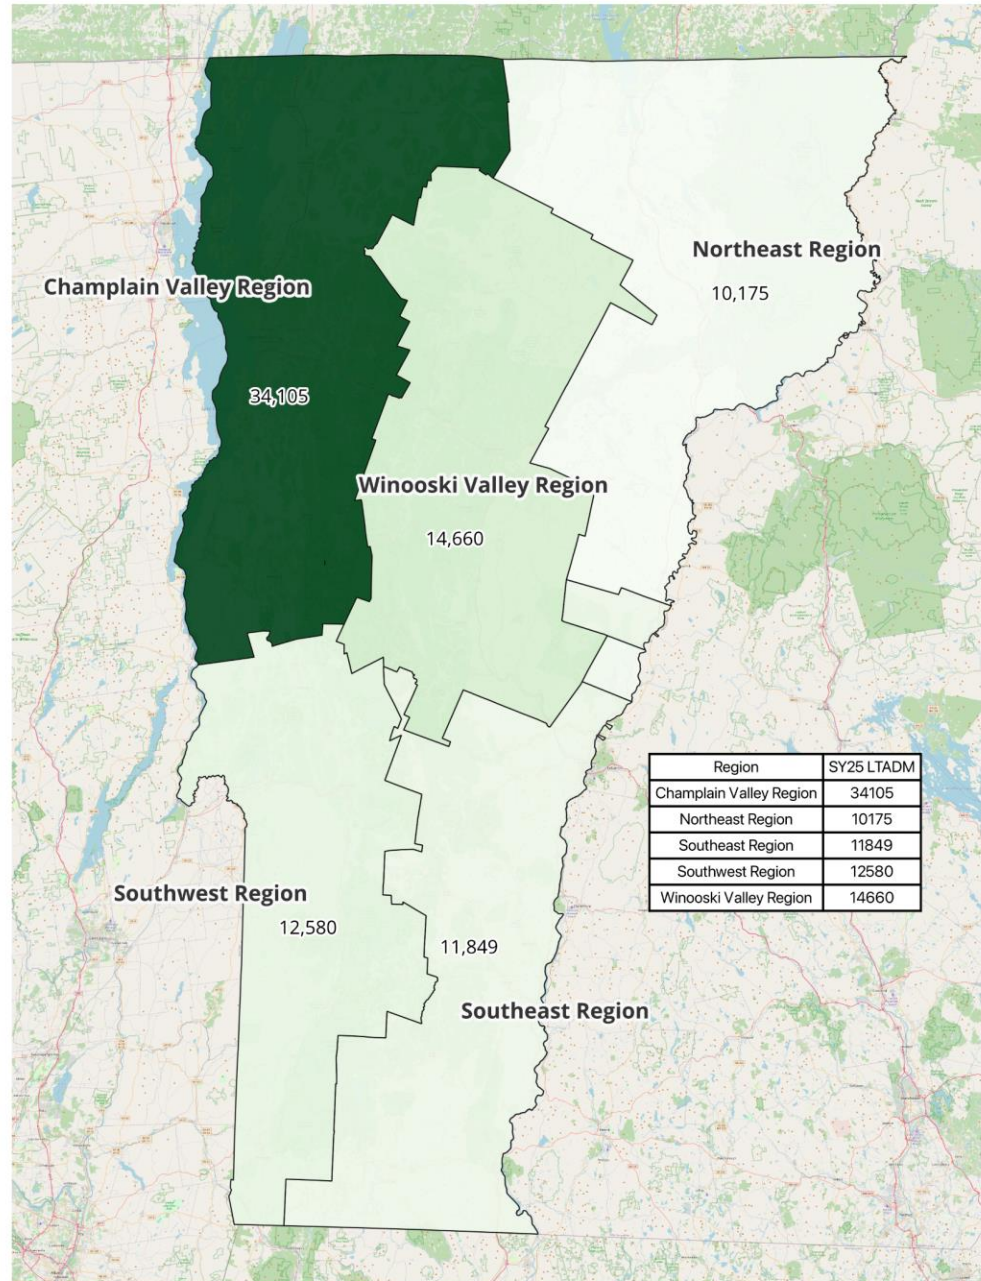 Northeast Region
10,175
Champlain Valley Region
34,105
Winooski Valley Region
14,660
Region SY25 LTADM
Champlain Valley Region 34105
Northeast Region 10175
Southeast Region 11849
Southwest Region 12580
Winooski Valley Region 14660
Southwest Region
12,580
11,849
Southeast Region